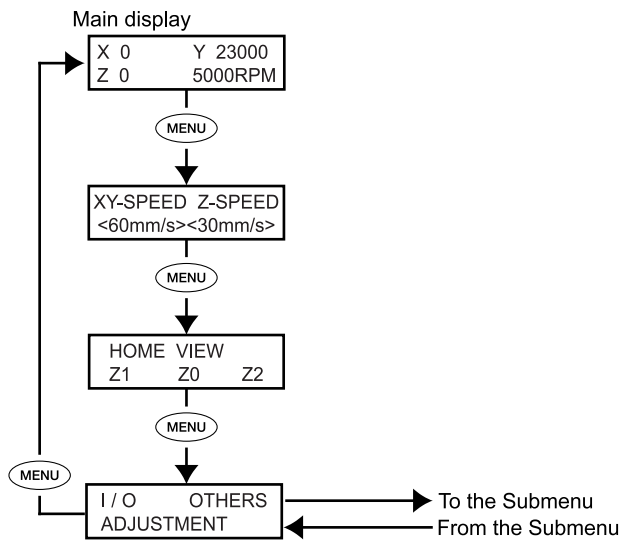 Main display
X 0 Y 23000
Z 0 5000RPM
MENU
XY-SPEED Z-SPEED
<60mm/s><30mm/s>
MENU
HOME VIEW
Z1 Z0 Z2
MENU
MENU
I / O OTHERS
ADJUSTMENT
To the Submenu
From the Submenu